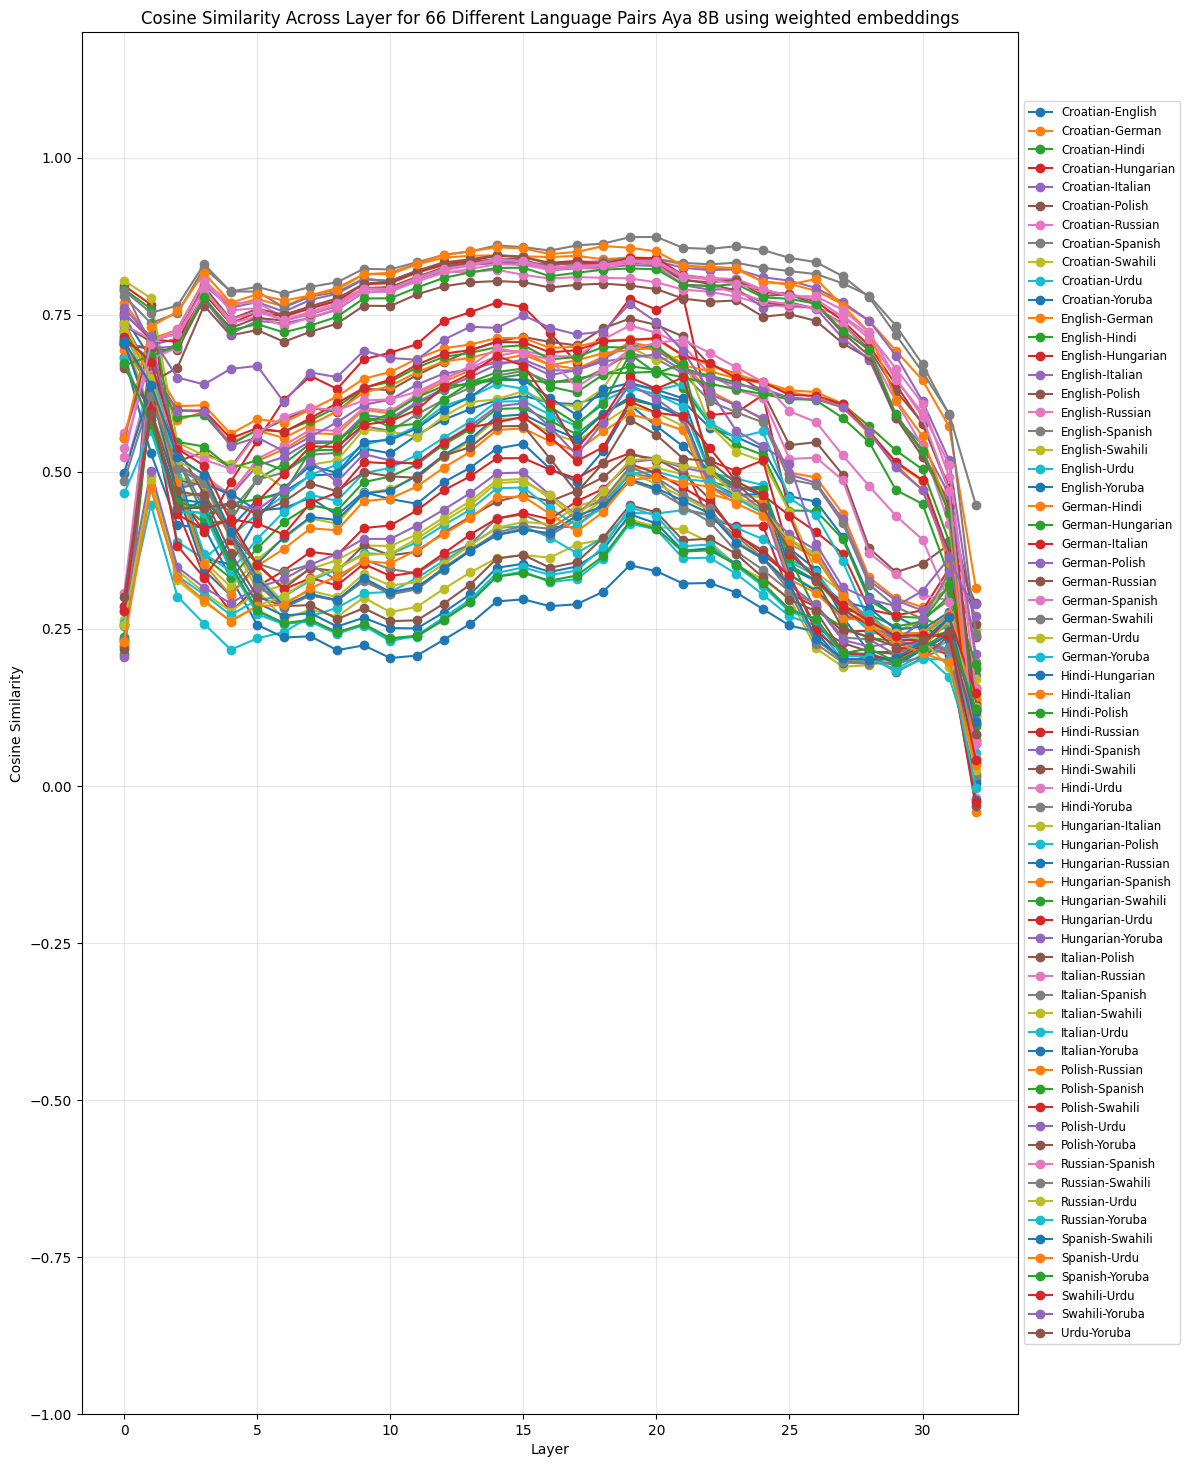 Cosine Similarity Across Layer for 66 Different Language Pairs Aya 8B using weighted embeddings
1.00
0.75
0.50
0.25
0.00
−0.25
−0.50
−0.75
−1.00
Cosine Similarity
0 5 10 15 20 25 30
Layer
Croatian-English
Croatian-German
Croatian-Hindi
Croatian-Hungarian
Croatian-Italian
Croatian-Polish
Croatian-Russian
Croatian-Spanish
Croatian-Swahili
Croatian-Urdu
Croatian-Yoruba
English-German
English-Hindi
English-Hungarian
English-Italian
English-Polish
English-Russian
English-Spanish
English-Swahili
English-Urdu
English-Yoruba
German-Hindi
German-Hungarian
German-Italian
German-Polish
German-Russian
German-Spanish
German-Swahili
German-Urdu
German-Yoruba
Hindi-Hungarian
Hindi-Italian
Hindi-Polish
Hindi-Russian
Hindi-Spanish
Hindi-Swahili
Hindi-Urdu
Hindi-Yoruba
Hungarian-Italian
Hungarian-Polish
Hungarian-Russian
Hungarian-Spanish
Hungarian-Swahili
Hungarian-Urdu
Hungarian-Yoruba
Italian-Polish
Italian-Russian
Italian-Spanish
Italian-Swahili
Italian-Urdu
Italian-Yoruba
Polish-Russian
Polish-Spanish
Polish-Swahili
Polish-Urdu
Polish-Yoruba
Russian-Spanish
Russian-Swahili
Russian-Urdu
Russian-Yoruba
Spanish-Swahili
Spanish-Urdu
Spanish-Yoruba
Swahili-Urdu
Swahili-Yoruba
Urdu-Yoruba